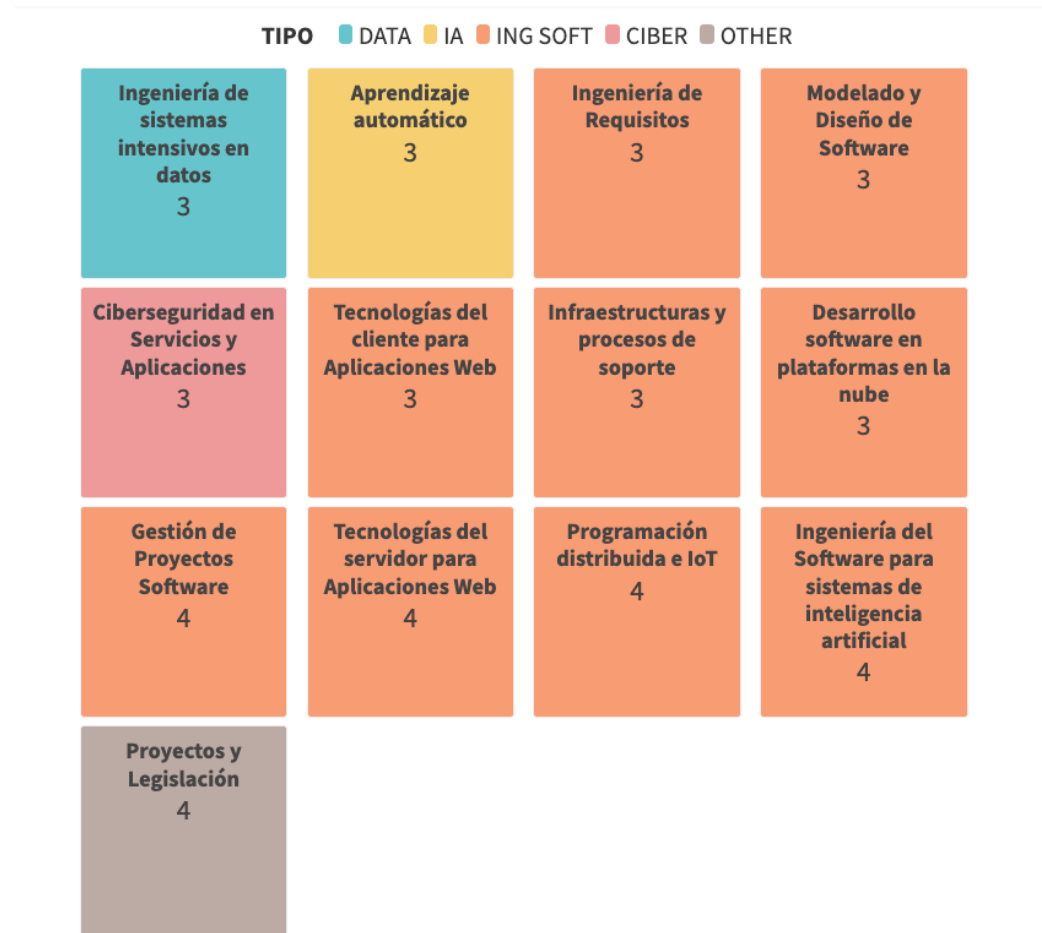 TIPO DATA IA ING SOFT CIBER OTHER
Ingeniería de
sistemas
intensivos en
datos
3
Aprendizaje
automático
3
Ingeniería de
Requisitos
3
Modelado y
Diseño de
Software
3
Ciberseguridad en
Servicios y
Aplicaciones
3
Tecnologías del
cliente para
Aplicaciones Web
3
Infraestructuras y
procesos de
soporte
3
Desarrollo
software en
plataformas en la
nube
3
Gestión de
Proyectos
Software
4
Tecnologías del
servidor para
Aplicaciones Web
4
Programación
distribuida e IoT
4
Ingeniería del
Software para
sistemas de
inteligencia
artificial
4
Proyectos y
Legislación
4